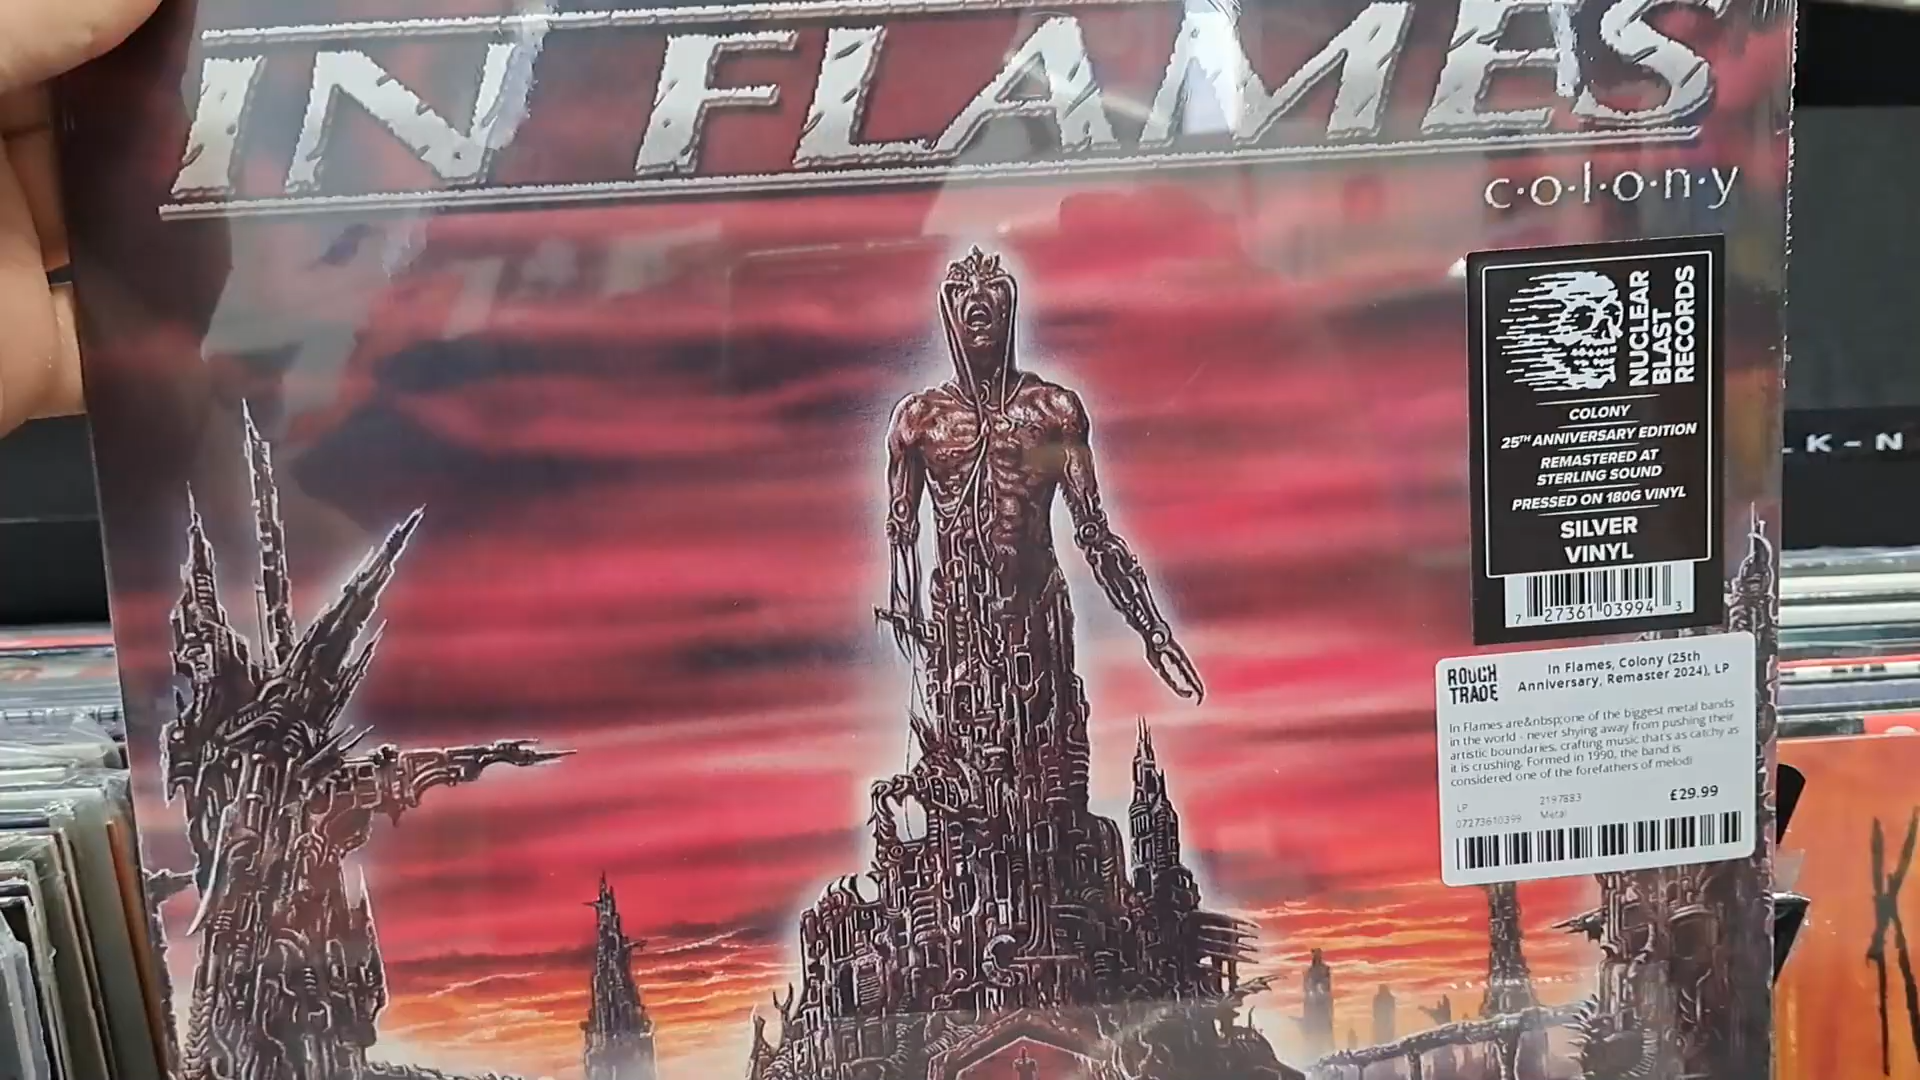 IN FLAMES
c·o·l·o·n·y
NUCLEAR
BLAST
RECORDS
COLONY
25TH ANNIVERSARY EDITION
REMASTERED AT
STERLING SOUND
PRESSED ON 180G VINYL
SILVER
VINYL
7 27361 03994 3
ROUGH
TRADE
In Flames, Colony (25th
Anniversary, Remaster 2024), LP
In Flames are&nbsp;one of the biggest metal bands
in the world - never shying away from pushing their
artistic boundaries, crafting music that's as catchy as
it is crushing. Formed in 1990, the band is
considered one of the forefathers of melodi
LP
2197883
£29.99
07273610399
Metal
K-N